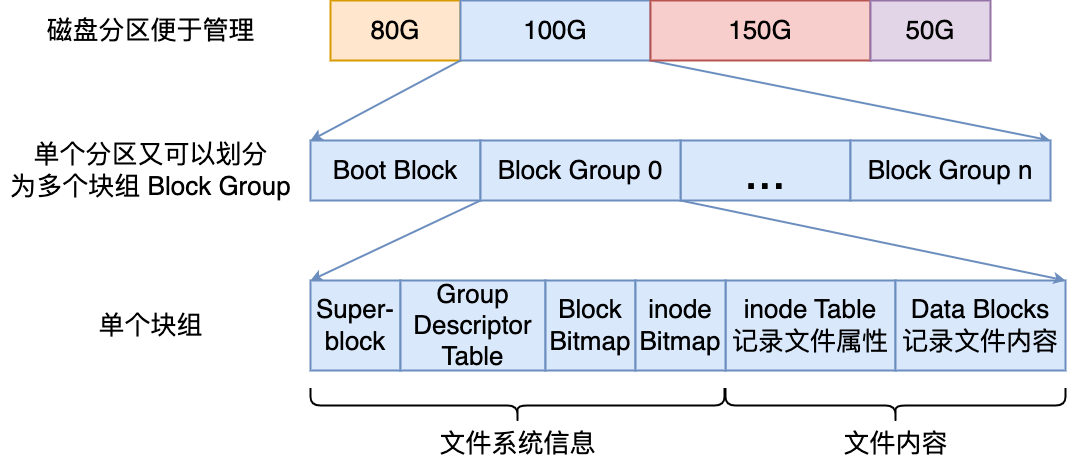 磁盘分区便于管理
80G
100G
150G
50G
单个分区又可以划分
为多个块组 Block Group
Boot Block
Block Group 0
...
Block Group n
单个块组
Super-
block
Group
Descriptor
Table
Block
Bitmap
inode
Bitmap
inode Table
记录文件属性
Data Blocks
记录文件内容
文件系统信息
文件内容